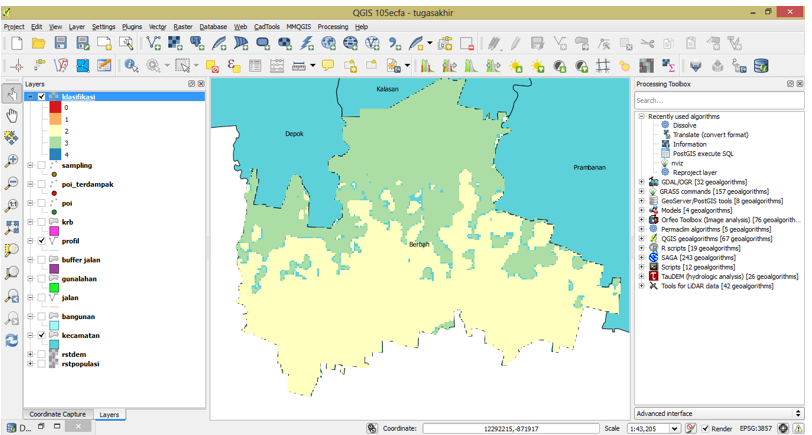 QGIS 105ecfa - tugasakhir
Project Edit View Layer Settings Plugins Vector Raster Database Web CadTools MMQGIS Processing Help
Layers
klasifikasi
0
1
2
3
4
sampling
poi_terdampak
poi
krb
profil
buffer jalan
gunalahan
jalan
bangunan
kecamatan
rstdem
rstpopulasi
Coordinate Capture Layers
Kalasan
Depok
Prambanan
Berbah
Processing Toolbox
Search...
Recently used algorithms
Dissolve
Translate (convert format)
Information
PostGIS execute SQL
nviz
Reproject layer
GDAL/OGR [32 geoalgorithms]
GRASS commands [157 geoalgorithms]
GeoServer/PostGIS tools [8 geoalgorithms]
Models [4 geoalgorithms]
Orfeo Toolbox (Image analysis) [76 geoalgorith...
Permadim algoritms [5 geoalgorithms]
QGIS geoalgorithms [67 geoalgorithms]
R scripts [19 geoalgorithms]
SAGA [243 geoalgorithms]
Scripts [12 geoalgorithms]
TauDEM (hydrologic analysis) [26 geoalgorithms]
Tools for LiDAR data [42 geoalgorithms]
Advanced interface
D... Coordinate: 12292215,-871917 Scale 1:43,205 Render EPSG:3857